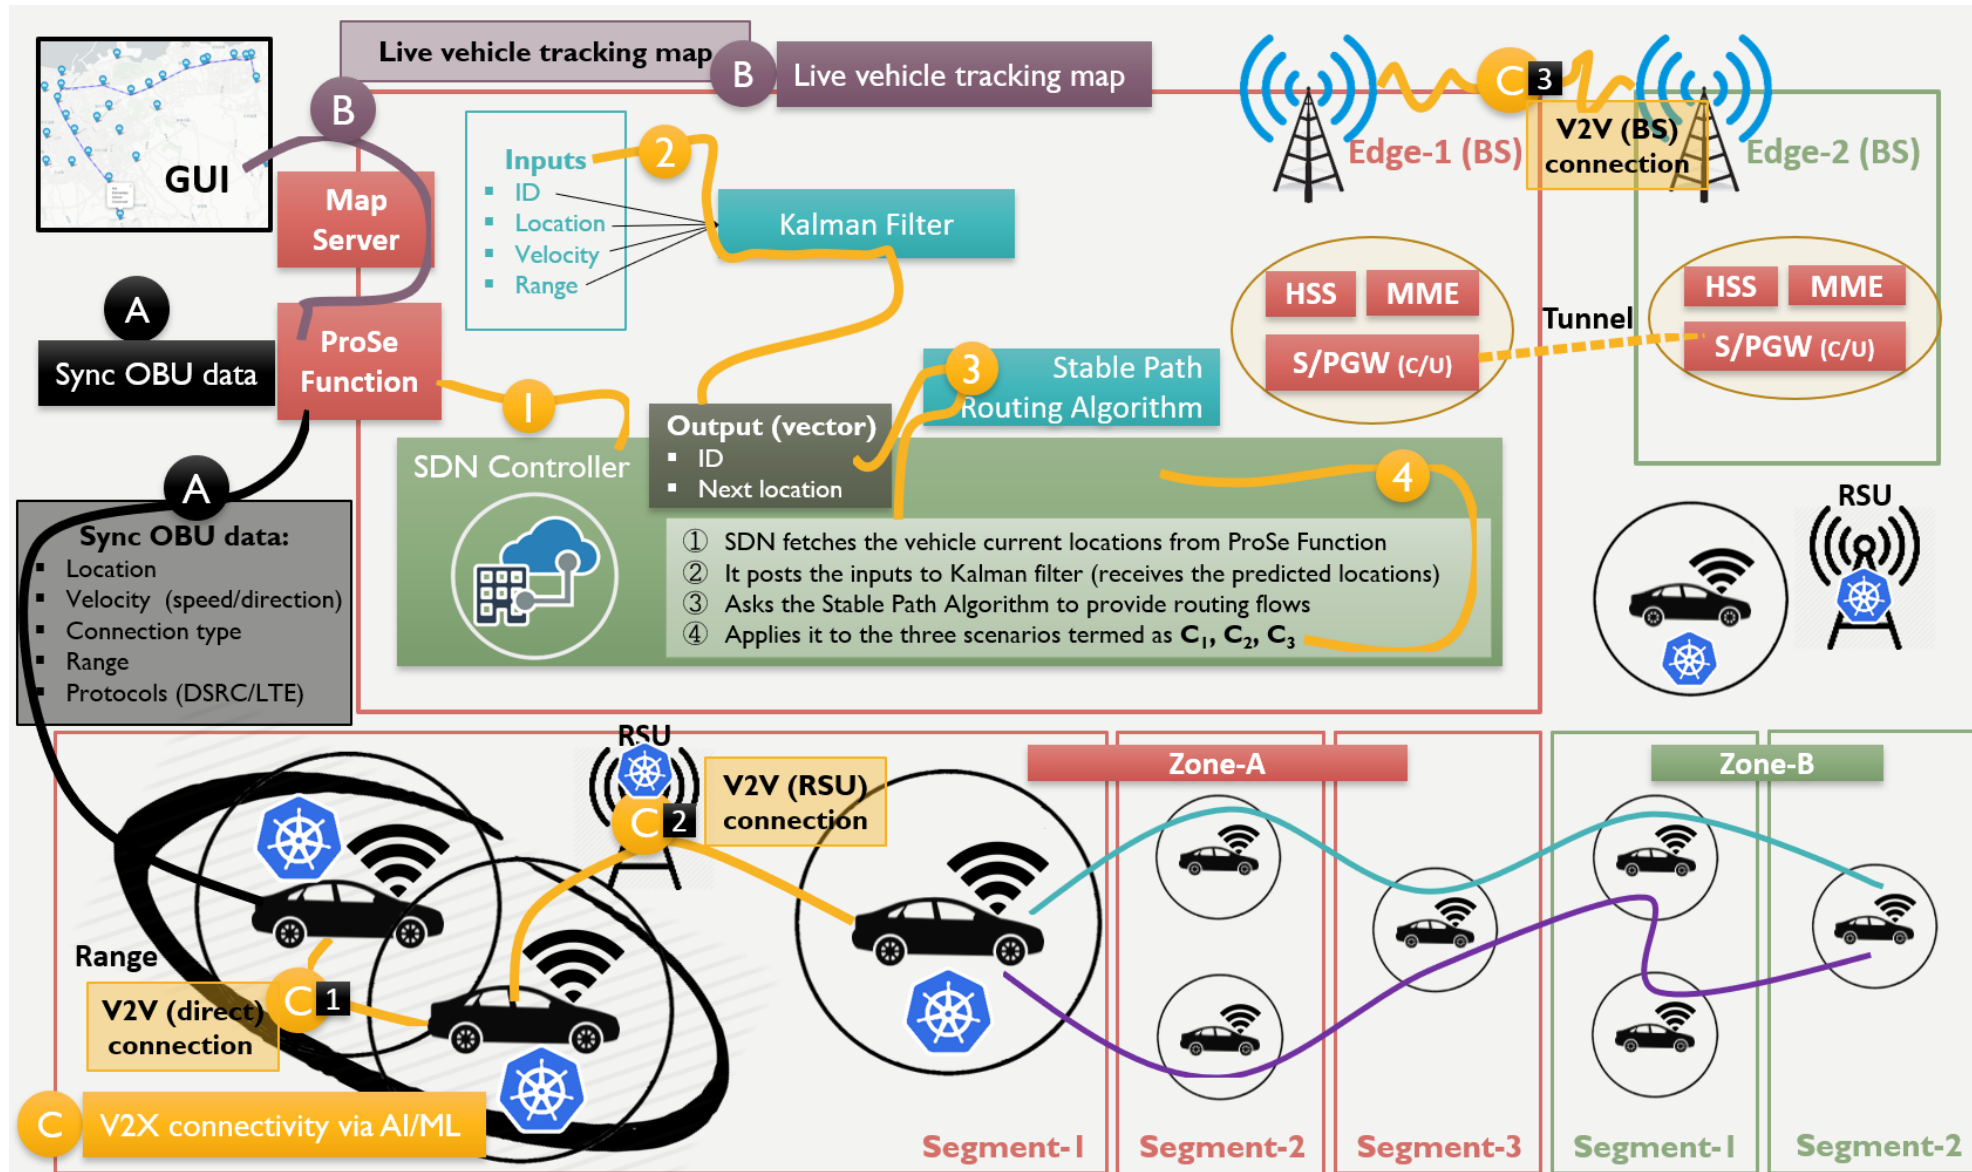 Live vehicle tracking map
B
Live vehicle tracking map
B
GUI
Map
Server
Inputs
▪ ID
▪ Location
▪ Velocity
▪ Range
2
Kalman Filter
C 3
V2V (BS)
connection
Edge-1 (BS)
Edge-2 (BS)
HSS
MME
S/PGW (C/U)
Tunnel
HSS
MME
S/PGW (C/U)
A
Sync OBU data
ProSe
Function
1
3
Stable Path
Routing Algorithm
Output (vector)
▪ ID
▪ Next location
SDN Controller
4
① SDN fetches the vehicle current locations from ProSe Function
② It posts the inputs to Kalman filter (receives the predicted locations)
③ Asks the Stable Path Algorithm to provide routing flows
④ Applies it to the three scenarios termed as C1, C2, C3
RSU
A
Sync OBU data:
▪ Location
▪ Velocity (speed/direction)
▪ Connection type
▪ Range
▪ Protocols (DSRC/LTE)
RSU
C 2
V2V (RSU)
connection
Zone-A
Zone-B
Range
C 1
V2V (direct)
connection
C
V2X connectivity via AI/ML
Segment-1
Segment-2
Segment-3
Segment-1
Segment-2